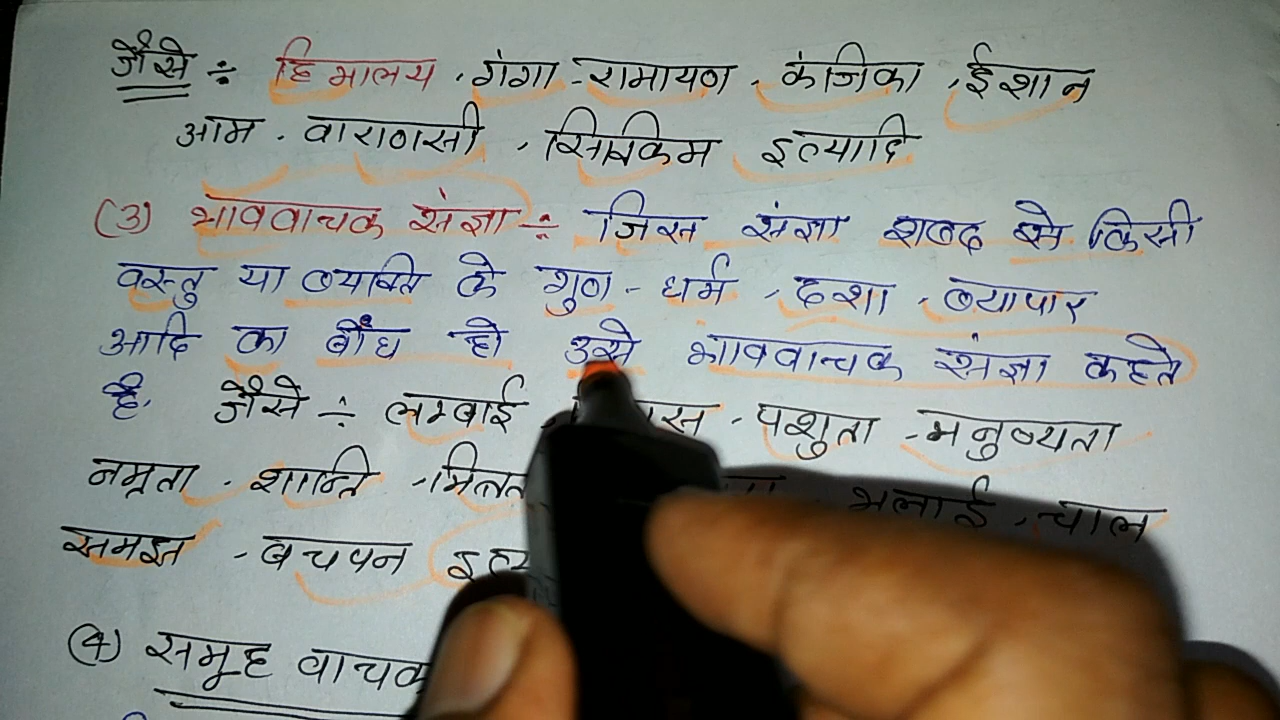 जैसे ÷ हिमालय, गंगा - रामायण, कंजिका, ईशान
आम, वाराणसी, सिक्किम इत्यादि
(3) भाववाचक संज्ञा ÷ जिस संज्ञा शब्द से किसी
वस्तु या व्यक्ति के गुण - धर्म, दशा, व्यापार
आदि का बोध हो उसे भाववाचक संज्ञा कहते
है, जैसे ÷ लम्बाई - पशुता - मनुष्यता
नम्रता, शान्ति - भलाई, चाल
समझ - बचपन
(4) समूह वाचक